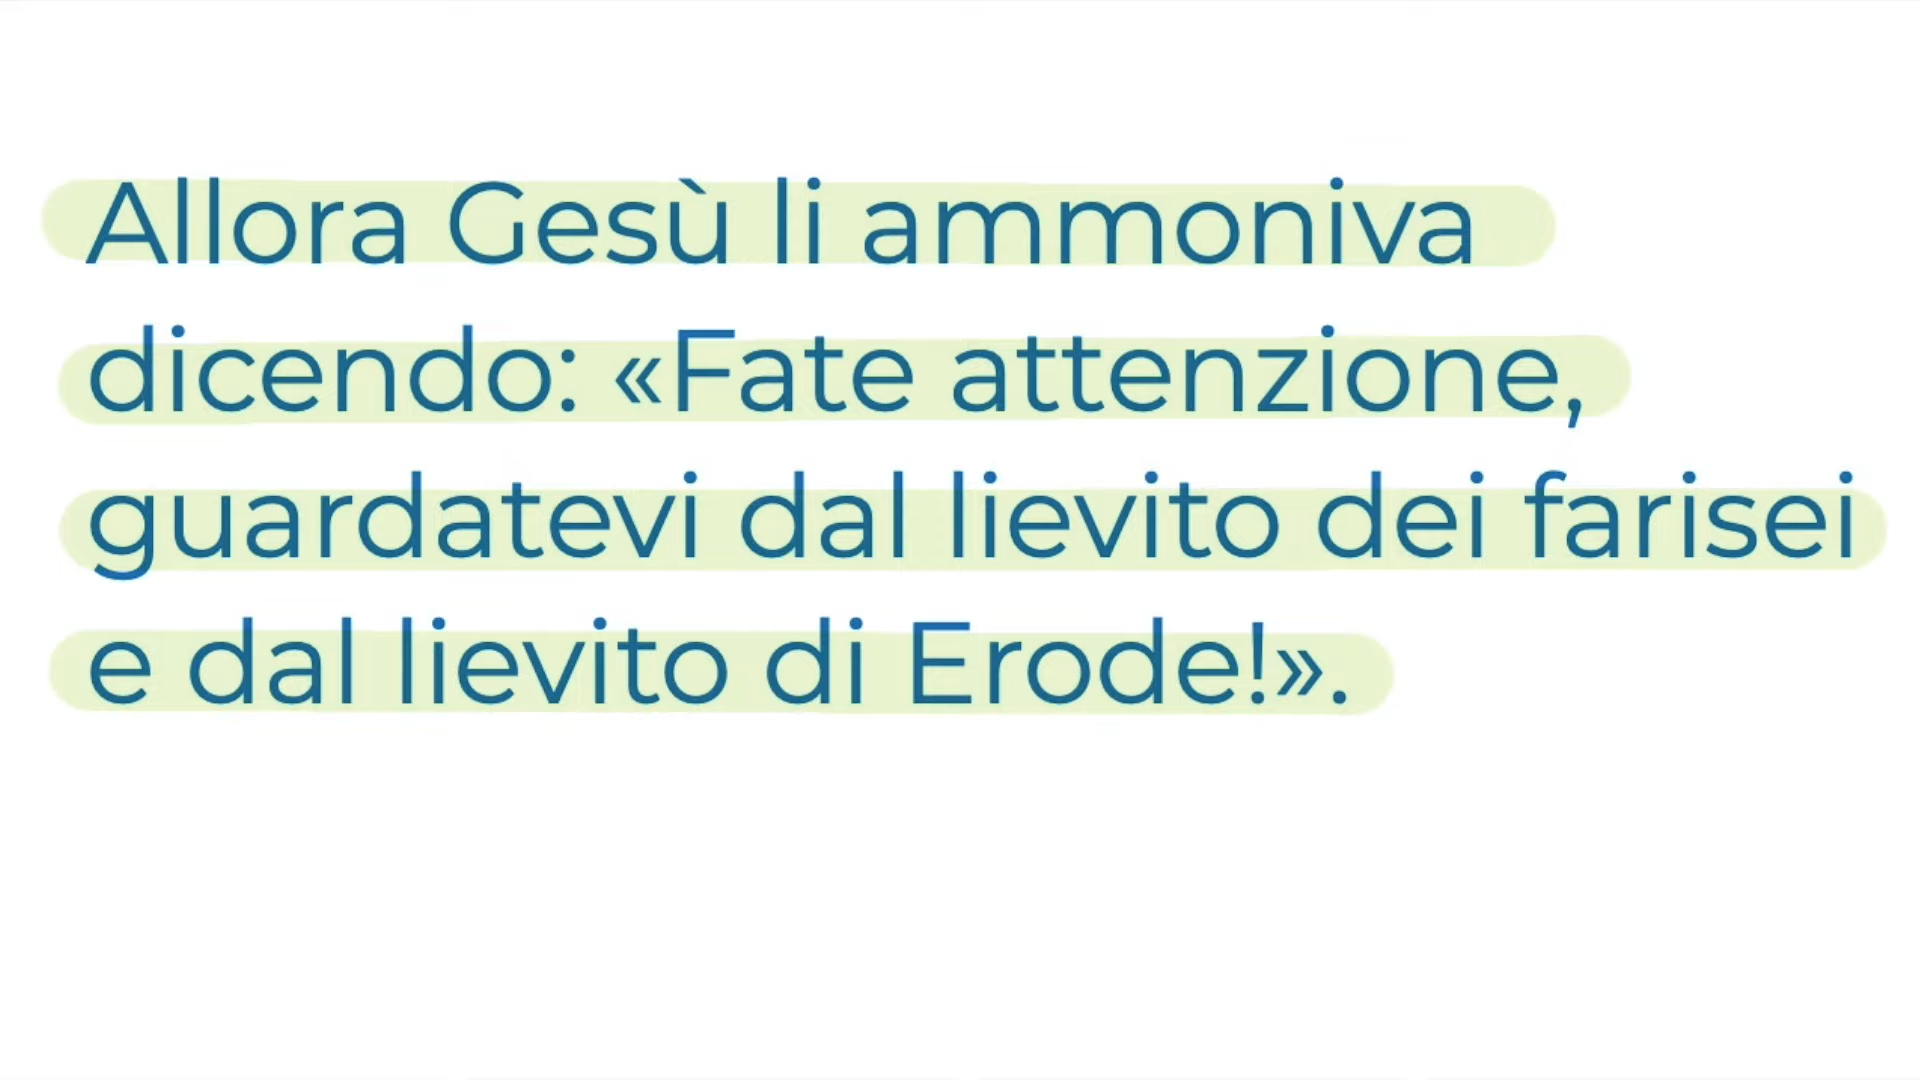 Allora Gesù li ammoniva
dicendo: «Fate attenzione,
guardatevi dal lievito dei farisei
e dal lievito di Erode!».